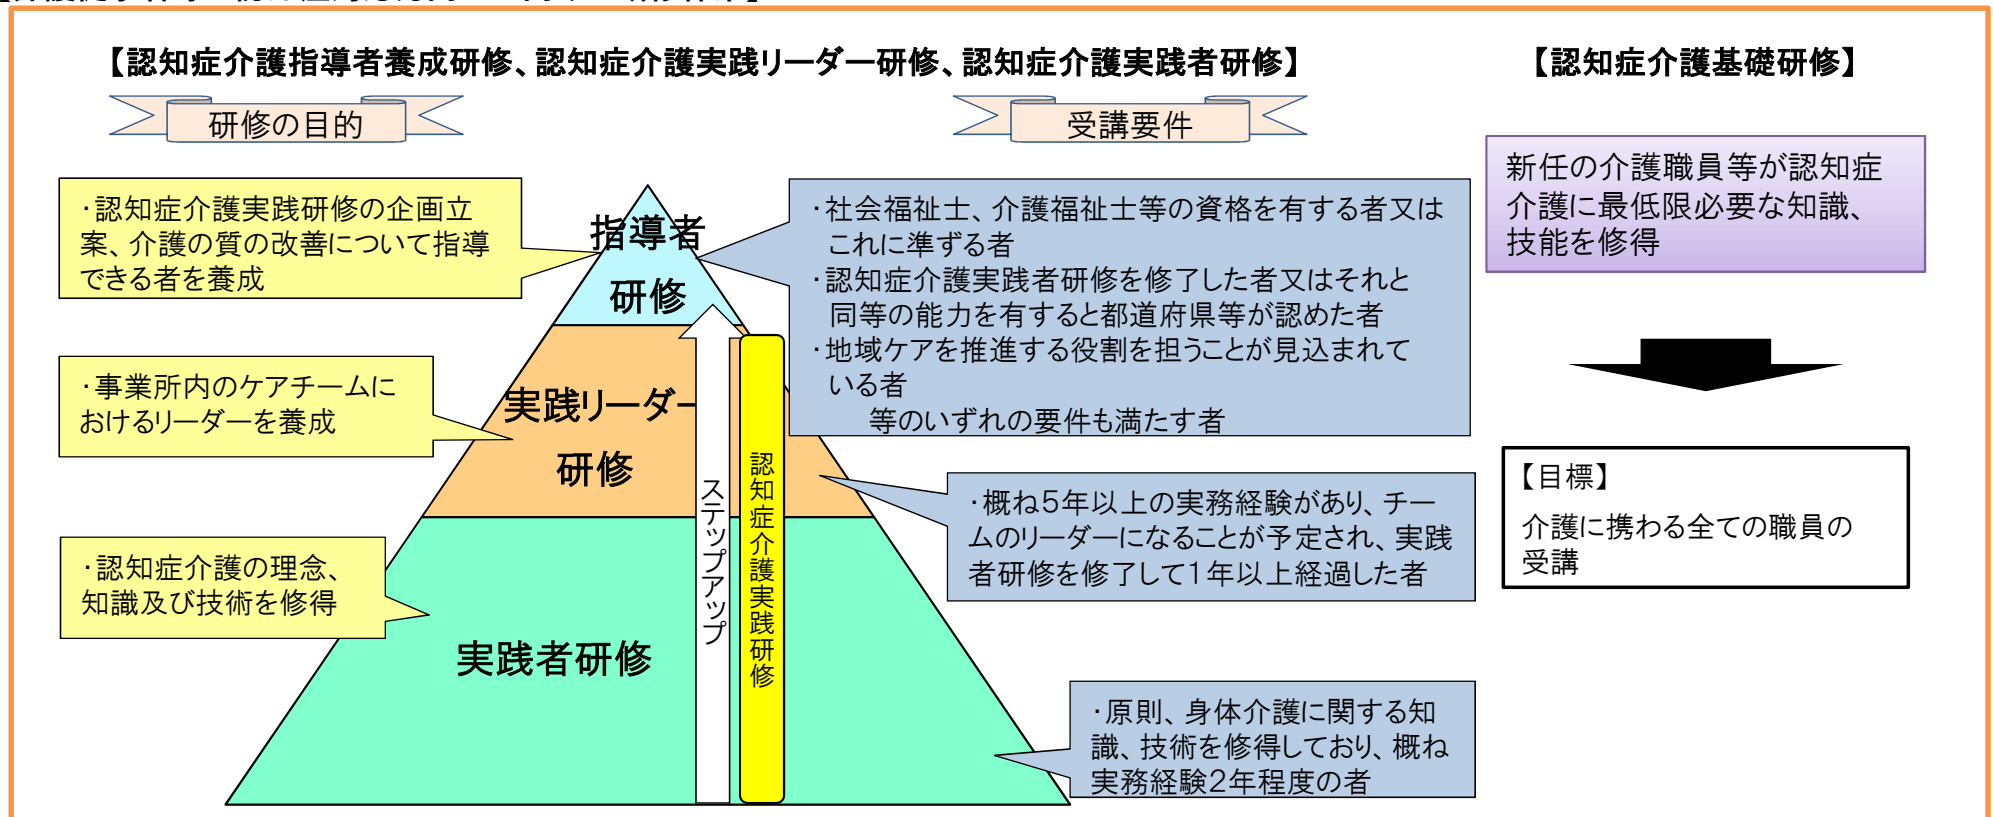 【認知症介護指導者養成研修、認知症介護実践リーダー研修、認知症介護実践者研修】
【認知症介護基礎研修】
研修の目的
受講要件
・認知症介護実践研修の企画立
案、介護の質の改善について指導
できる者を養成
・事業所内のケアチームに
おけるリーダーを養成
・認知症介護の理念、
知識及び技術を修得
指導者
研修
実践リーダー
研修
実践者研修
ステップアップ
認知症介護実践研修
・社会福祉士、介護福祉士等の資格を有する者又は
これに準ずる者
・認知症介護実践者研修を修了した者又はそれと
同等の能力を有すると都道府県等が認めた者
・地域ケアを推進する役割を担うことが見込まれて
いる者
等のいずれの要件も満たす者
・概ね5年以上の実務経験があり、チー
ムのリーダーになることが予定され、実践
者研修を修了して1年以上経過した者
・原則、身体介護に関する知
識、技術を修得しており、概ね
実務経験2年程度の者
新任の介護職員等が認知症
介護に最低限必要な知識、
技能を修得
【目標】
介護に携わる全ての職員の
受講